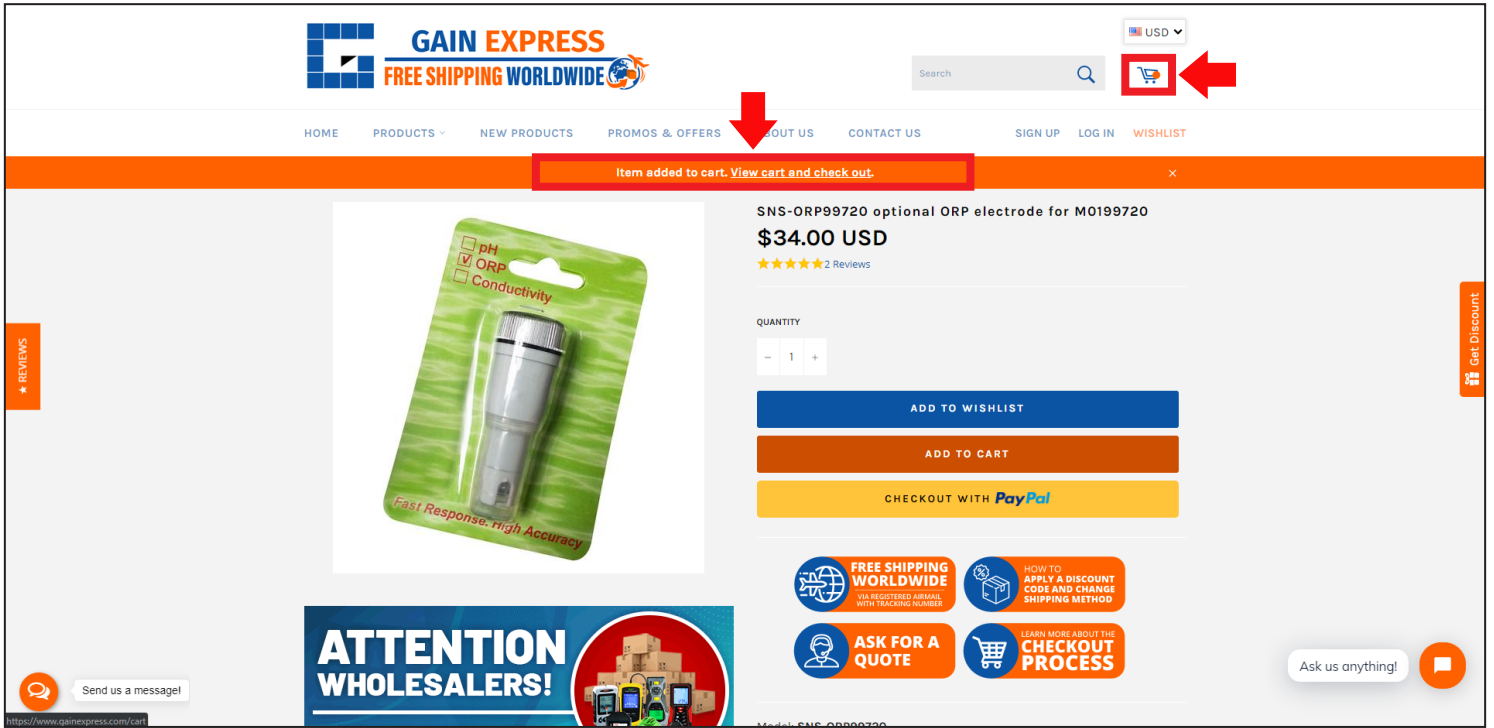 GAIN EXPRESS
FREE SHIPPING WORLDWIDE
USD
Search
HOME PRODUCTS NEW PRODUCTS PROMOS & OFFERS OUT US CONTACT US SIGN UP LOG IN WISHLIST
Item added to cart. View cart and check out. ×
pH
ORP
Conductivity
Fast Response. High Accuracy
SNS-ORP99720 optional ORP electrode for M0199720
$34.00 USD
★★★★★ 2 Reviews
QUANTITY
− 1 +
ADD TO WISHLIST
ADD TO CART
CHECKOUT WITH PayPal
FREE SHIPPING
WORLDWIDE
VIA REGISTERED AIRMAIL
WITH TRACKING NUMBER
HOW TO
APPLY A DISCOUNT
CODE AND CHANGE
SHIPPING METHOD
ASK FOR A
QUOTE
LEARN MORE ABOUT THE
CHECKOUT
PROCESS
ATTENTION
WHOLESALERS!
★ REVIEWS
Get Discount
Send us a message!
Ask us anything!
https://www.gainexpress.com/cart
Model: SNS-ORP99720